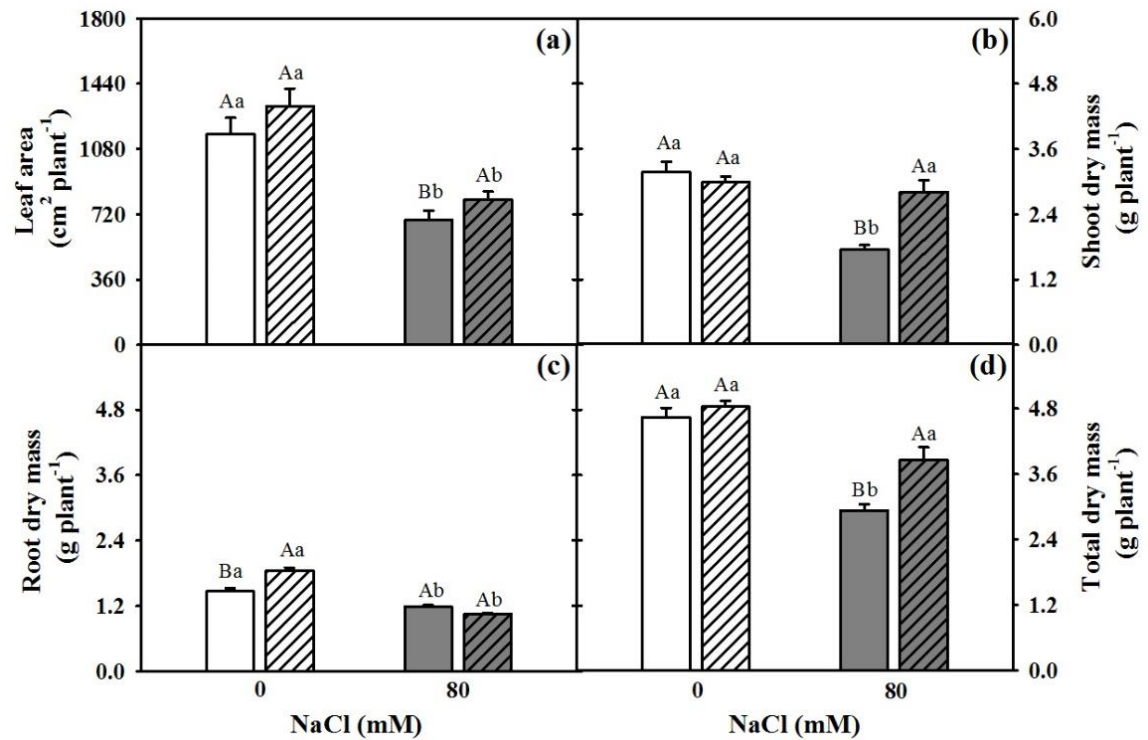 1800
1440
1080
720
360
0
Leaf area
(cm² plant⁻¹)
(a)
Aa
Aa
Bb
Ab
(b)
Aa
Aa
Bb
Aa
6.0
4.8
3.6
2.4
1.2
0.0
Shoot dry mass
(g plant⁻¹)
4.8
3.6
2.4
1.2
0.0
Root dry mass
(g plant⁻¹)
(c)
Ba
Aa
Ab
Ab
0
80
NaCl (mM)
(d)
Aa
Aa
Bb
Aa
4.8
3.6
2.4
1.2
0.0
Total dry mass
(g plant⁻¹)
0
80
NaCl (mM)